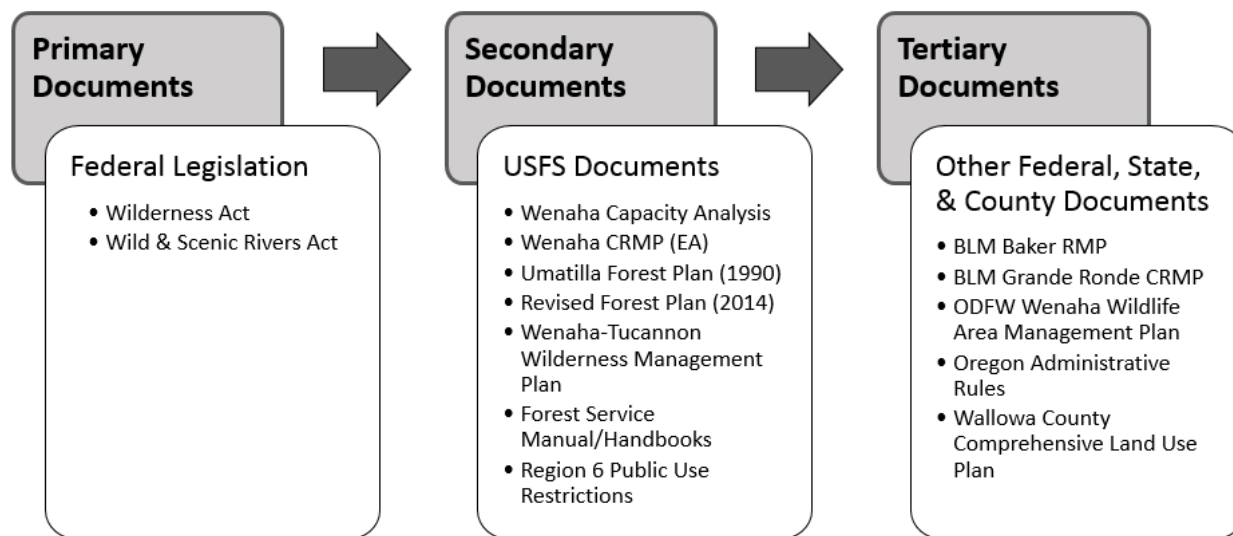 Primary
Documents
Federal Legislation
• Wilderness Act
• Wild & Scenic Rivers Act
Secondary
Documents
USFS Documents
• Wenaha Capacity Analysis
• Wenaha CRMP (EA)
• Umatilla Forest Plan (1990)
• Revised Forest Plan (2014)
• Wenaha-Tucannon
Wilderness Management
Plan
• Forest Service
Manual/Handbooks
• Region 6 Public Use
Restrictions
Tertiary
Documents
Other Federal, State,
& County Documents
• BLM Baker RMP
• BLM Grande Ronde CRMP
• ODFW Wenaha Wildlife
Area Management Plan
• Oregon Administrative
Rules
• Wallowa County
Comprehensive Land Use
Plan